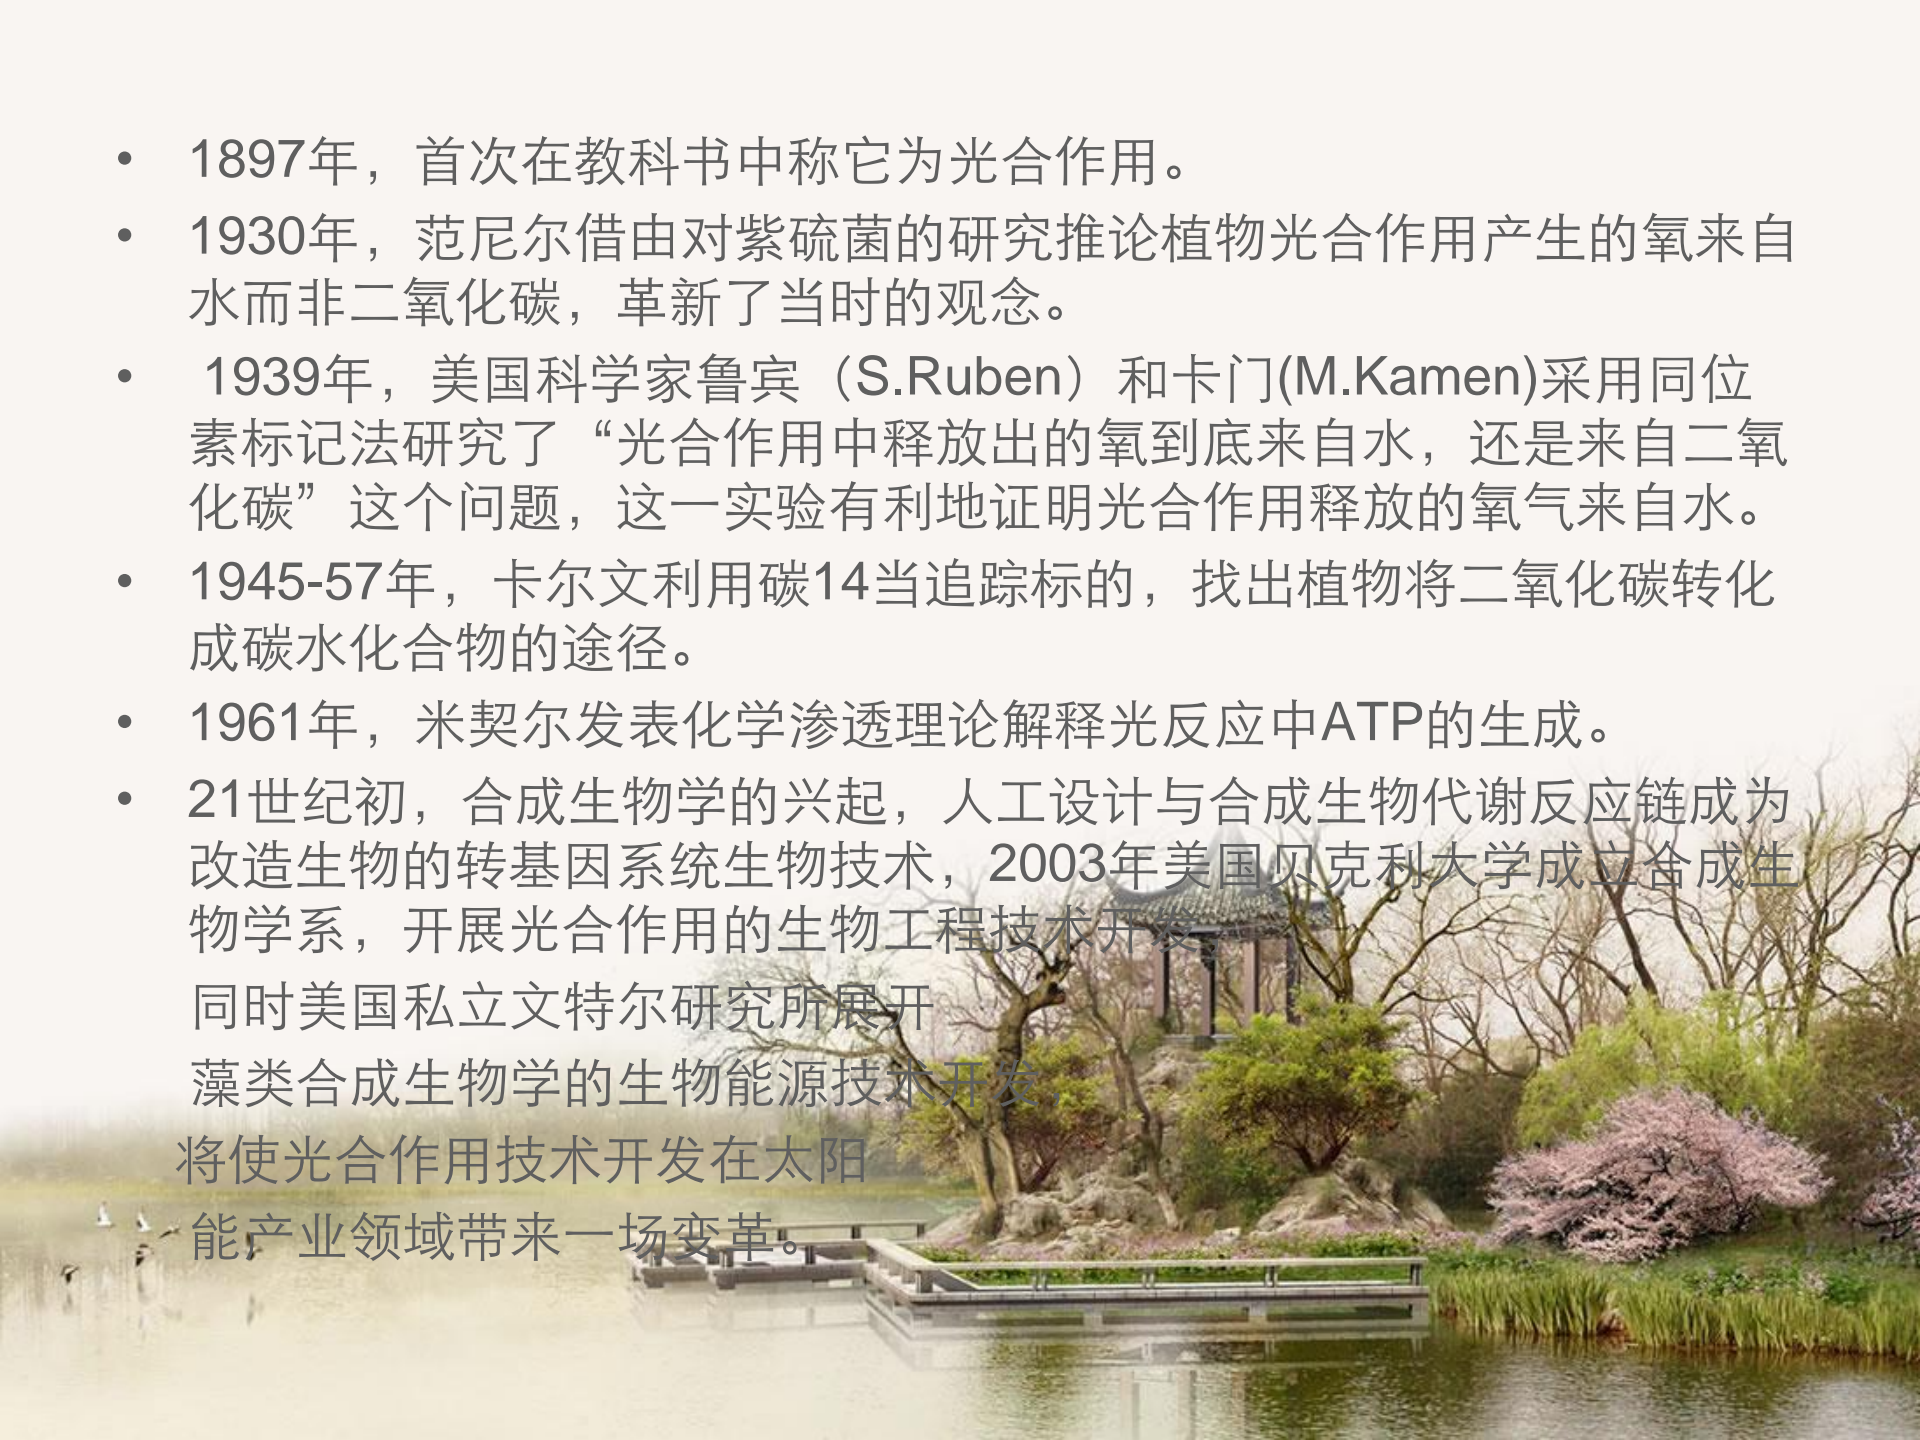 • 1897年，首次在教科书中称它为光合作用。
• 1930年，范尼尔借由对紫硫菌的研究推论植物光合作用产生的氧来自
水而非二氧化碳，革新了当时的观念。
• 1939年，美国科学家鲁宾（S.Ruben）和卡门(M.Kamen)采用同位
素标记法研究了“光合作用中释放出的氧到底来自水，还是来自二氧
化碳”这个问题，这一实验有利地证明光合作用释放的氧气来自水。
• 1945-57年，卡尔文利用碳14当追踪标的，找出植物将二氧化碳转化
成碳水化合物的途径。
• 1961年，米契尔发表化学渗透理论解释光反应中ATP的生成。
• 21世纪初，合成生物学的兴起，人工设计与合成生物代谢反应链成为
改造生物的转基因系统生物技术，2003年美国贝克利大学成立合成生
物学系，开展光合作用的生物工程技术开发，
同时美国私立文特尔研究所展开
藻类合成生物学的生物能源技术开发，
将使光合作用技术开发在太阳
能产业领域带来一场变革。